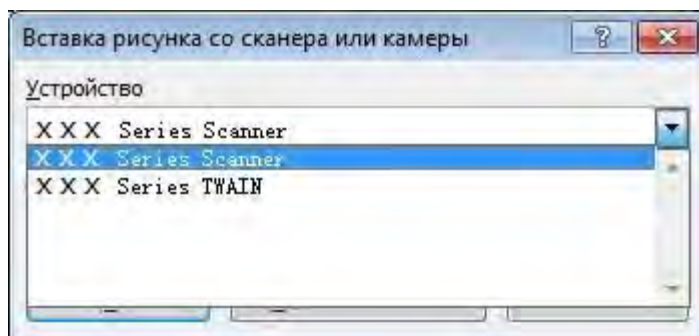 Вставка рисунка со сканера или камеры
Устройство
X X X Series Scanner
X X X Series Scanner
X X X Series TWAIN